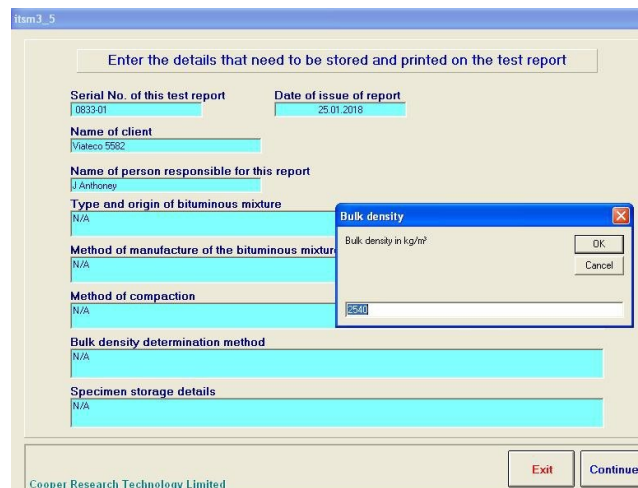 itsm3_5
Enter the details that need to be stored and printed on the test report
Serial No. of this test report
Date of issue of report
0833-01
25.01.2018
Name of client
Viateco 5582
Name of person responsible for this report
J Anthoney
Type and origin of bituminous mixture
N/A
Bulk density
Bulk density in kg/m³
OK
Cancel
2540
Method of manufacture of the bituminous mixture
N/A
Method of compaction
N/A
Bulk density determination method
N/A
Specimen storage details
N/A
Exit
Continue
Cooper Research Technology Limited